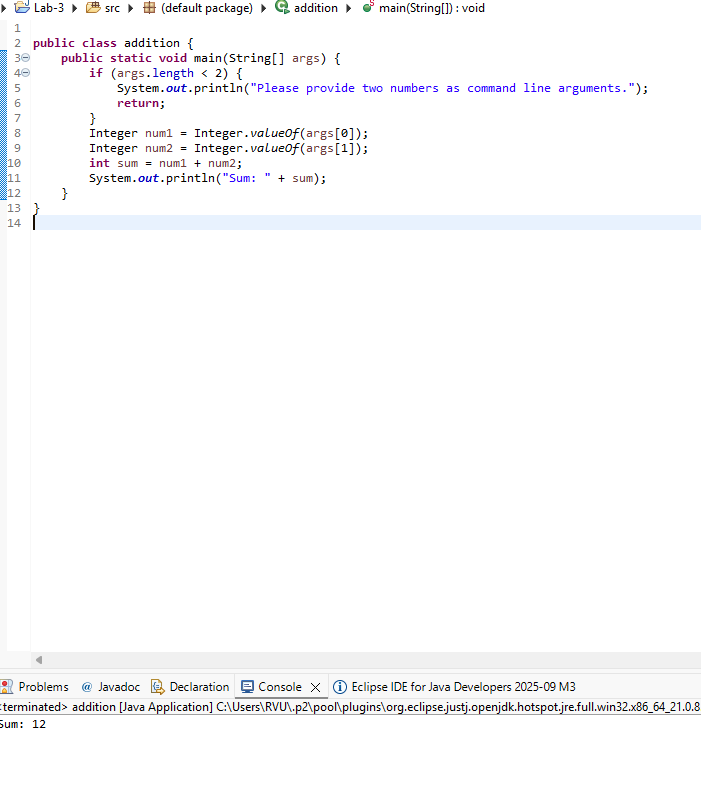 Lab-3 src (default package) addition main(String[]) : void
1
2 public class addition {
3 public static void main(String[] args) {
4 if (args.length < 2) {
5 System.out.println("Please provide two numbers as command line arguments.");
6 return;
7 }
8 Integer num1 = Integer.valueOf(args[0]);
9 Integer num2 = Integer.valueOf(args[1]);
10 int sum = num1 + num2;
11 System.out.println("Sum: " + sum);
12 }
13 }
14
Problems @ Javadoc Declaration Console Eclipse IDE for Java Developers 2025-09 M3
<terminated> addition [Java Application] C:\Users\RVU\.p2\pool\plugins\org.eclipse.justj.openjdk.hotspot.jre.full.win32.x86_64_21.0.8
Sum: 12